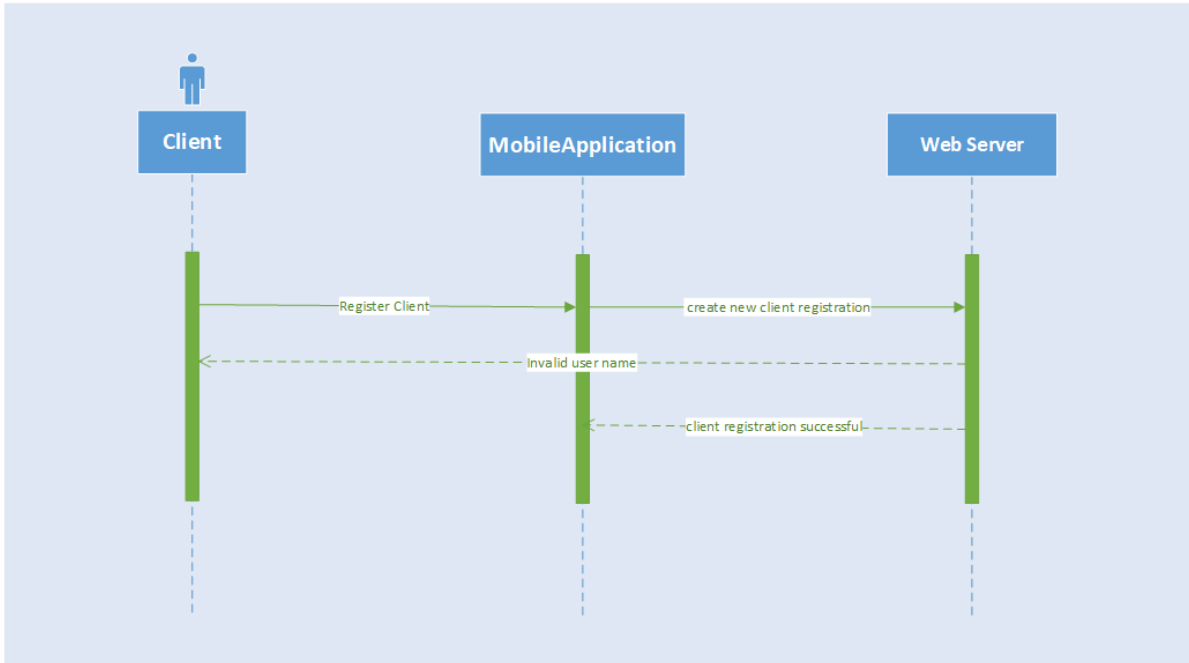 Client
MobileApplication
Web Server
Register Client
create new client registration
Invalid user name
client registration successful